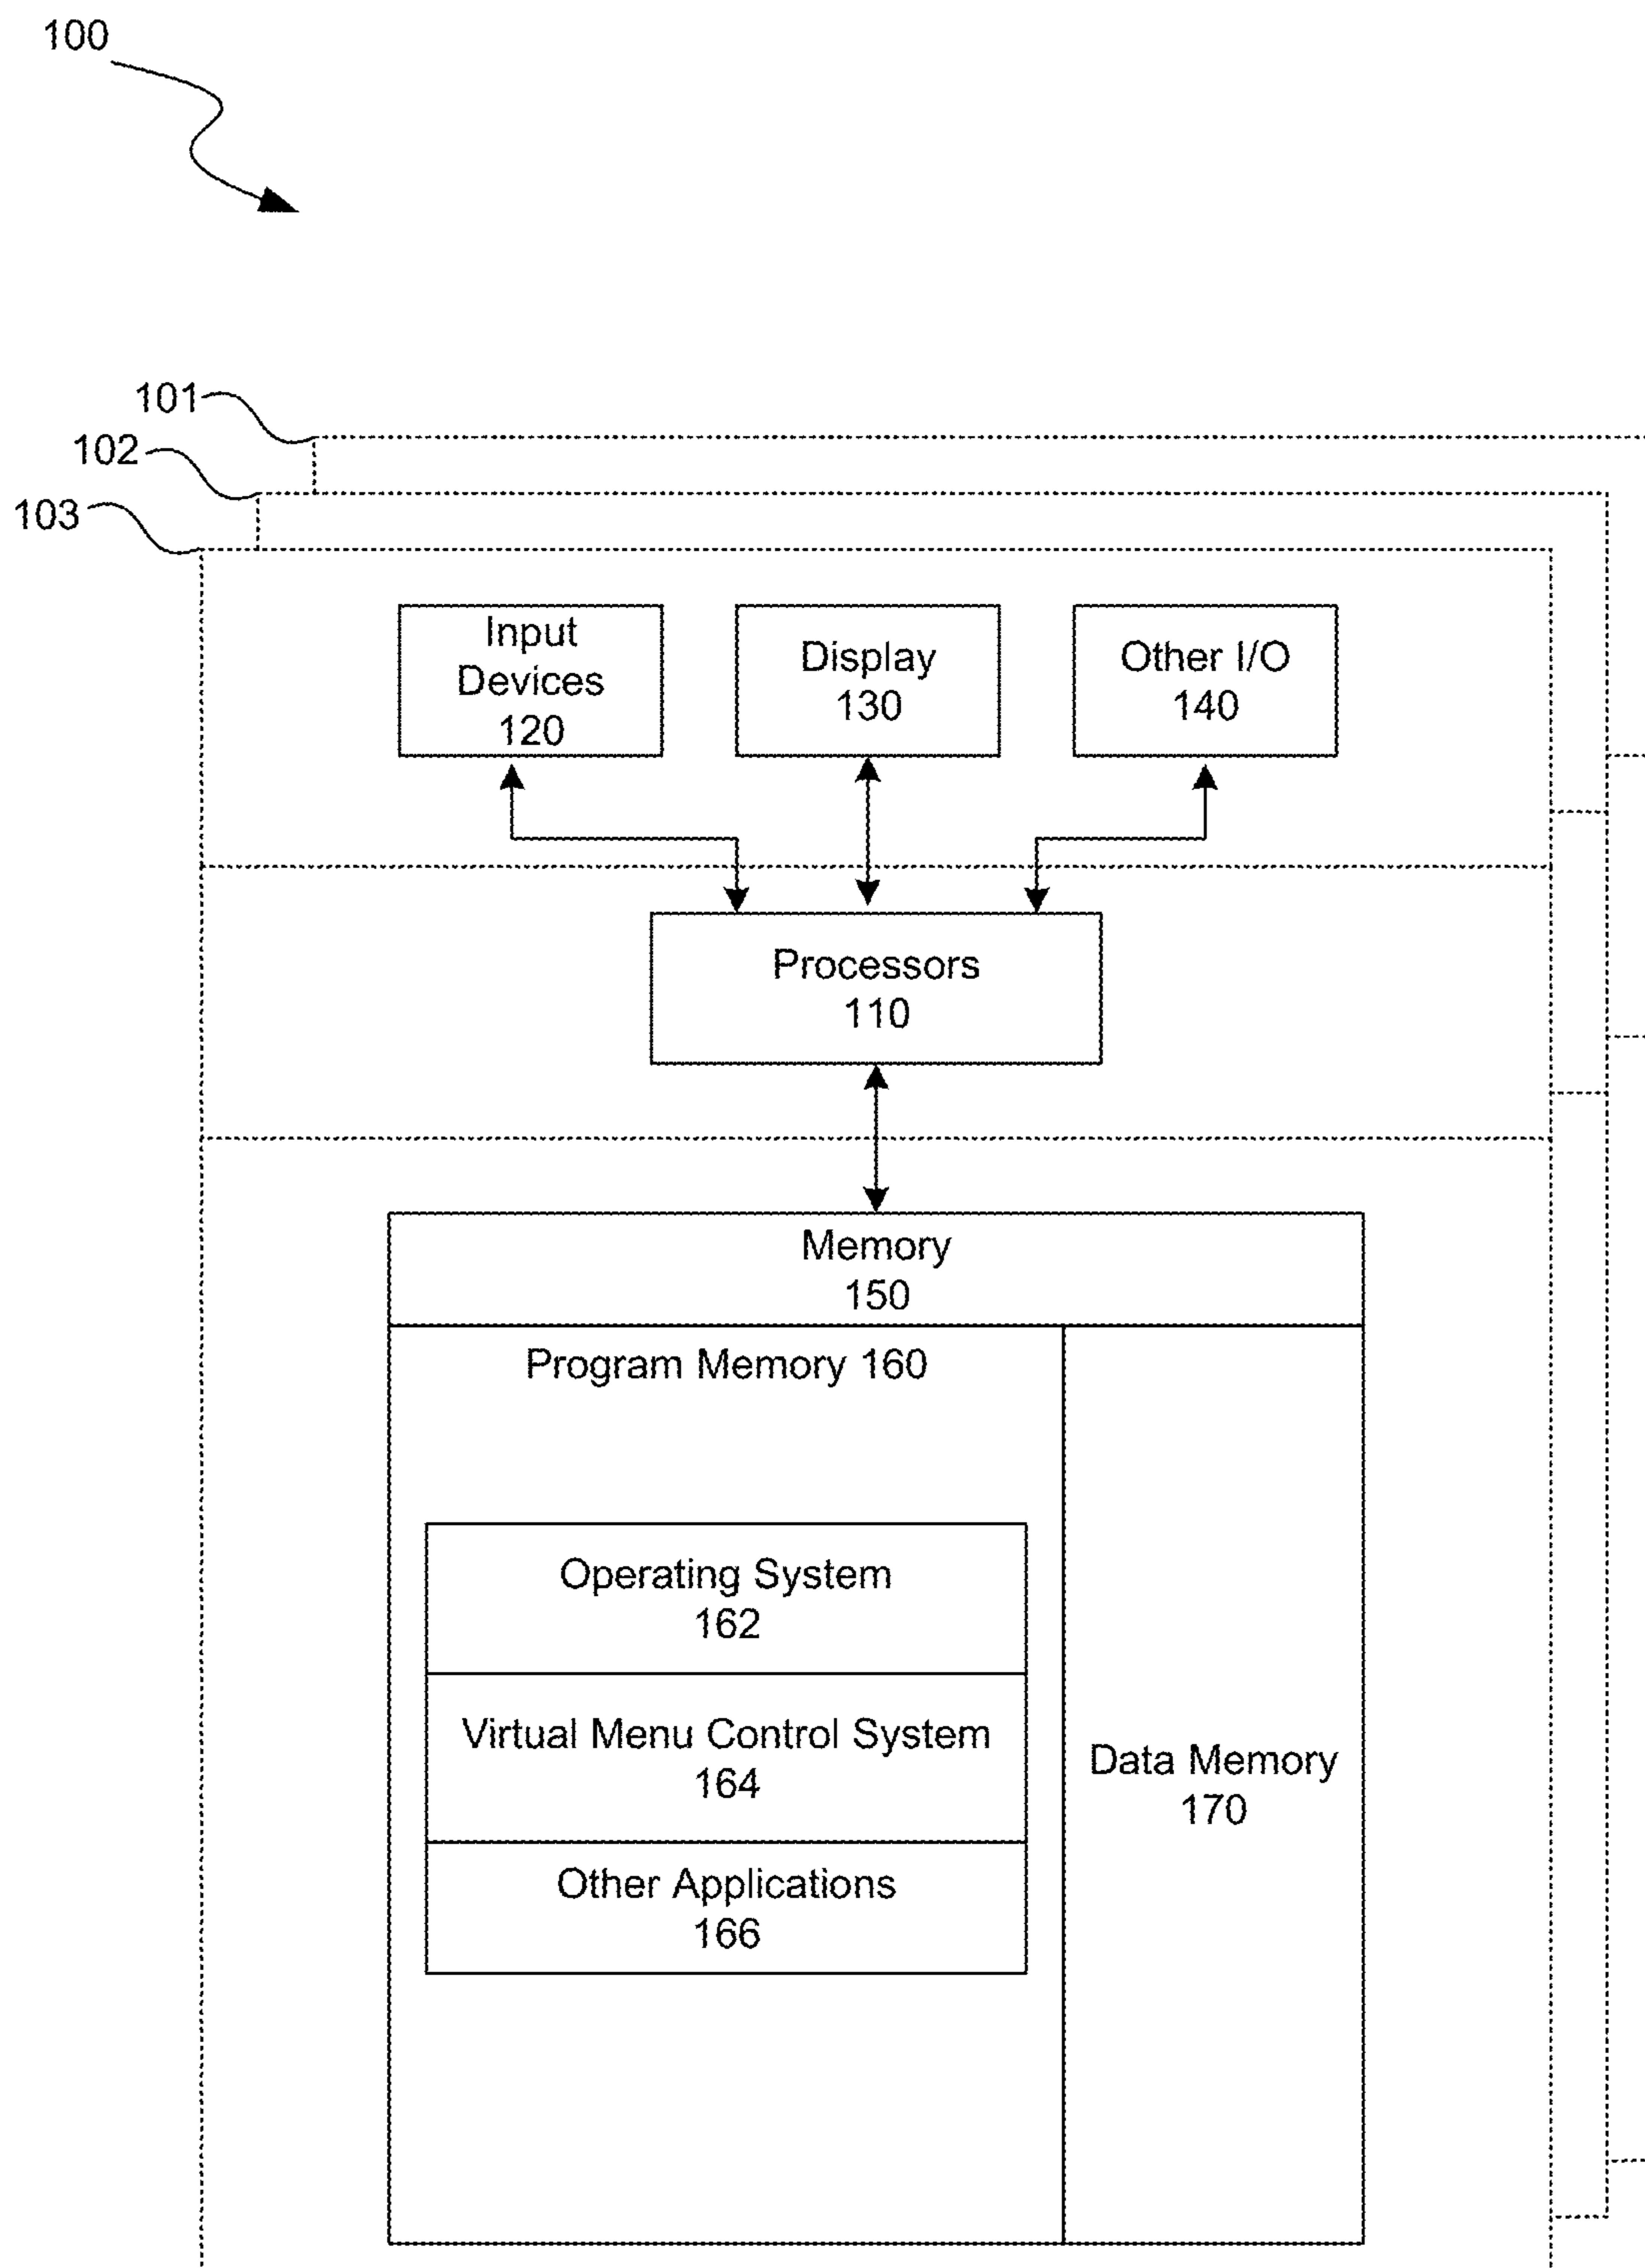 100
101
102
103
Input
Devices
120
Display
130
Other I/O
140
Processors
110
Memory
150
Program Memory 160
Operating System
162
Virtual Menu Control System
164
Other Applications
166
Data Memory
170